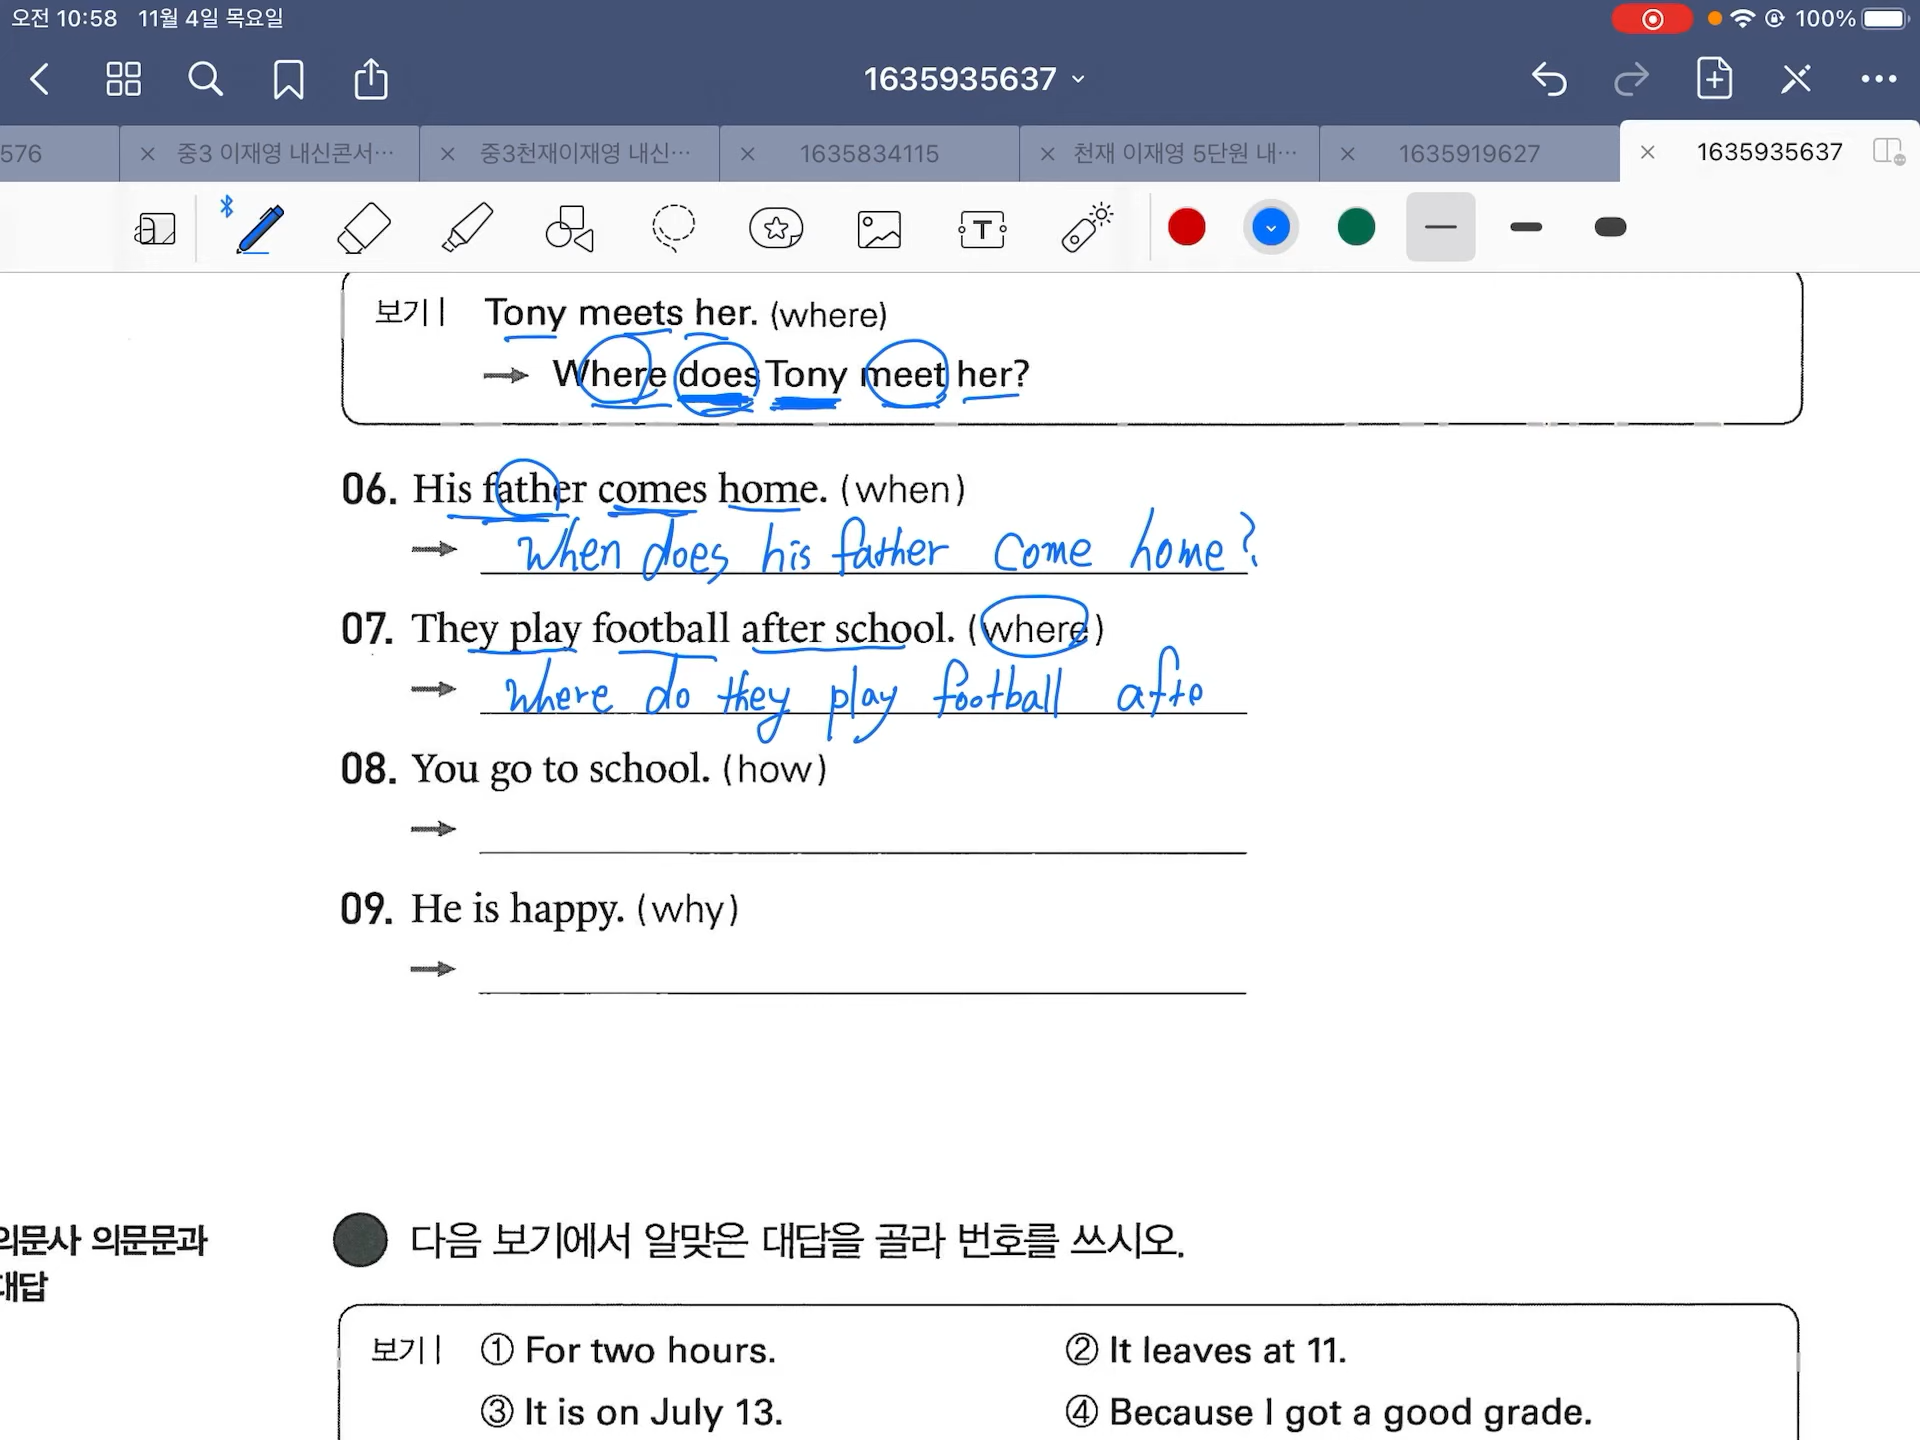 오전 10:58 11월 4일 목요일 100%
1635935637
576 중3 이재영 내신콘서… 중3천재이재영 내신… 1635834115 천재 이재영 5단원 내… 1635919627 1635935637
보기 Tony meets her. (where)
→ Where does Tony meet her?
06. His father comes home. (when)
→ When does his father come home?
07. They play football after school. (where)
→ where do they play football afte
08. You go to school. (how)
→
09. He is happy. (why)
→
의문사 의문문과
대답
다음 보기에서 알맞은 대답을 골라 번호를 쓰시오.
보기 ① For two hours. ② It leaves at 11.
③ It is on July 13. ④ Because I got a good grade.